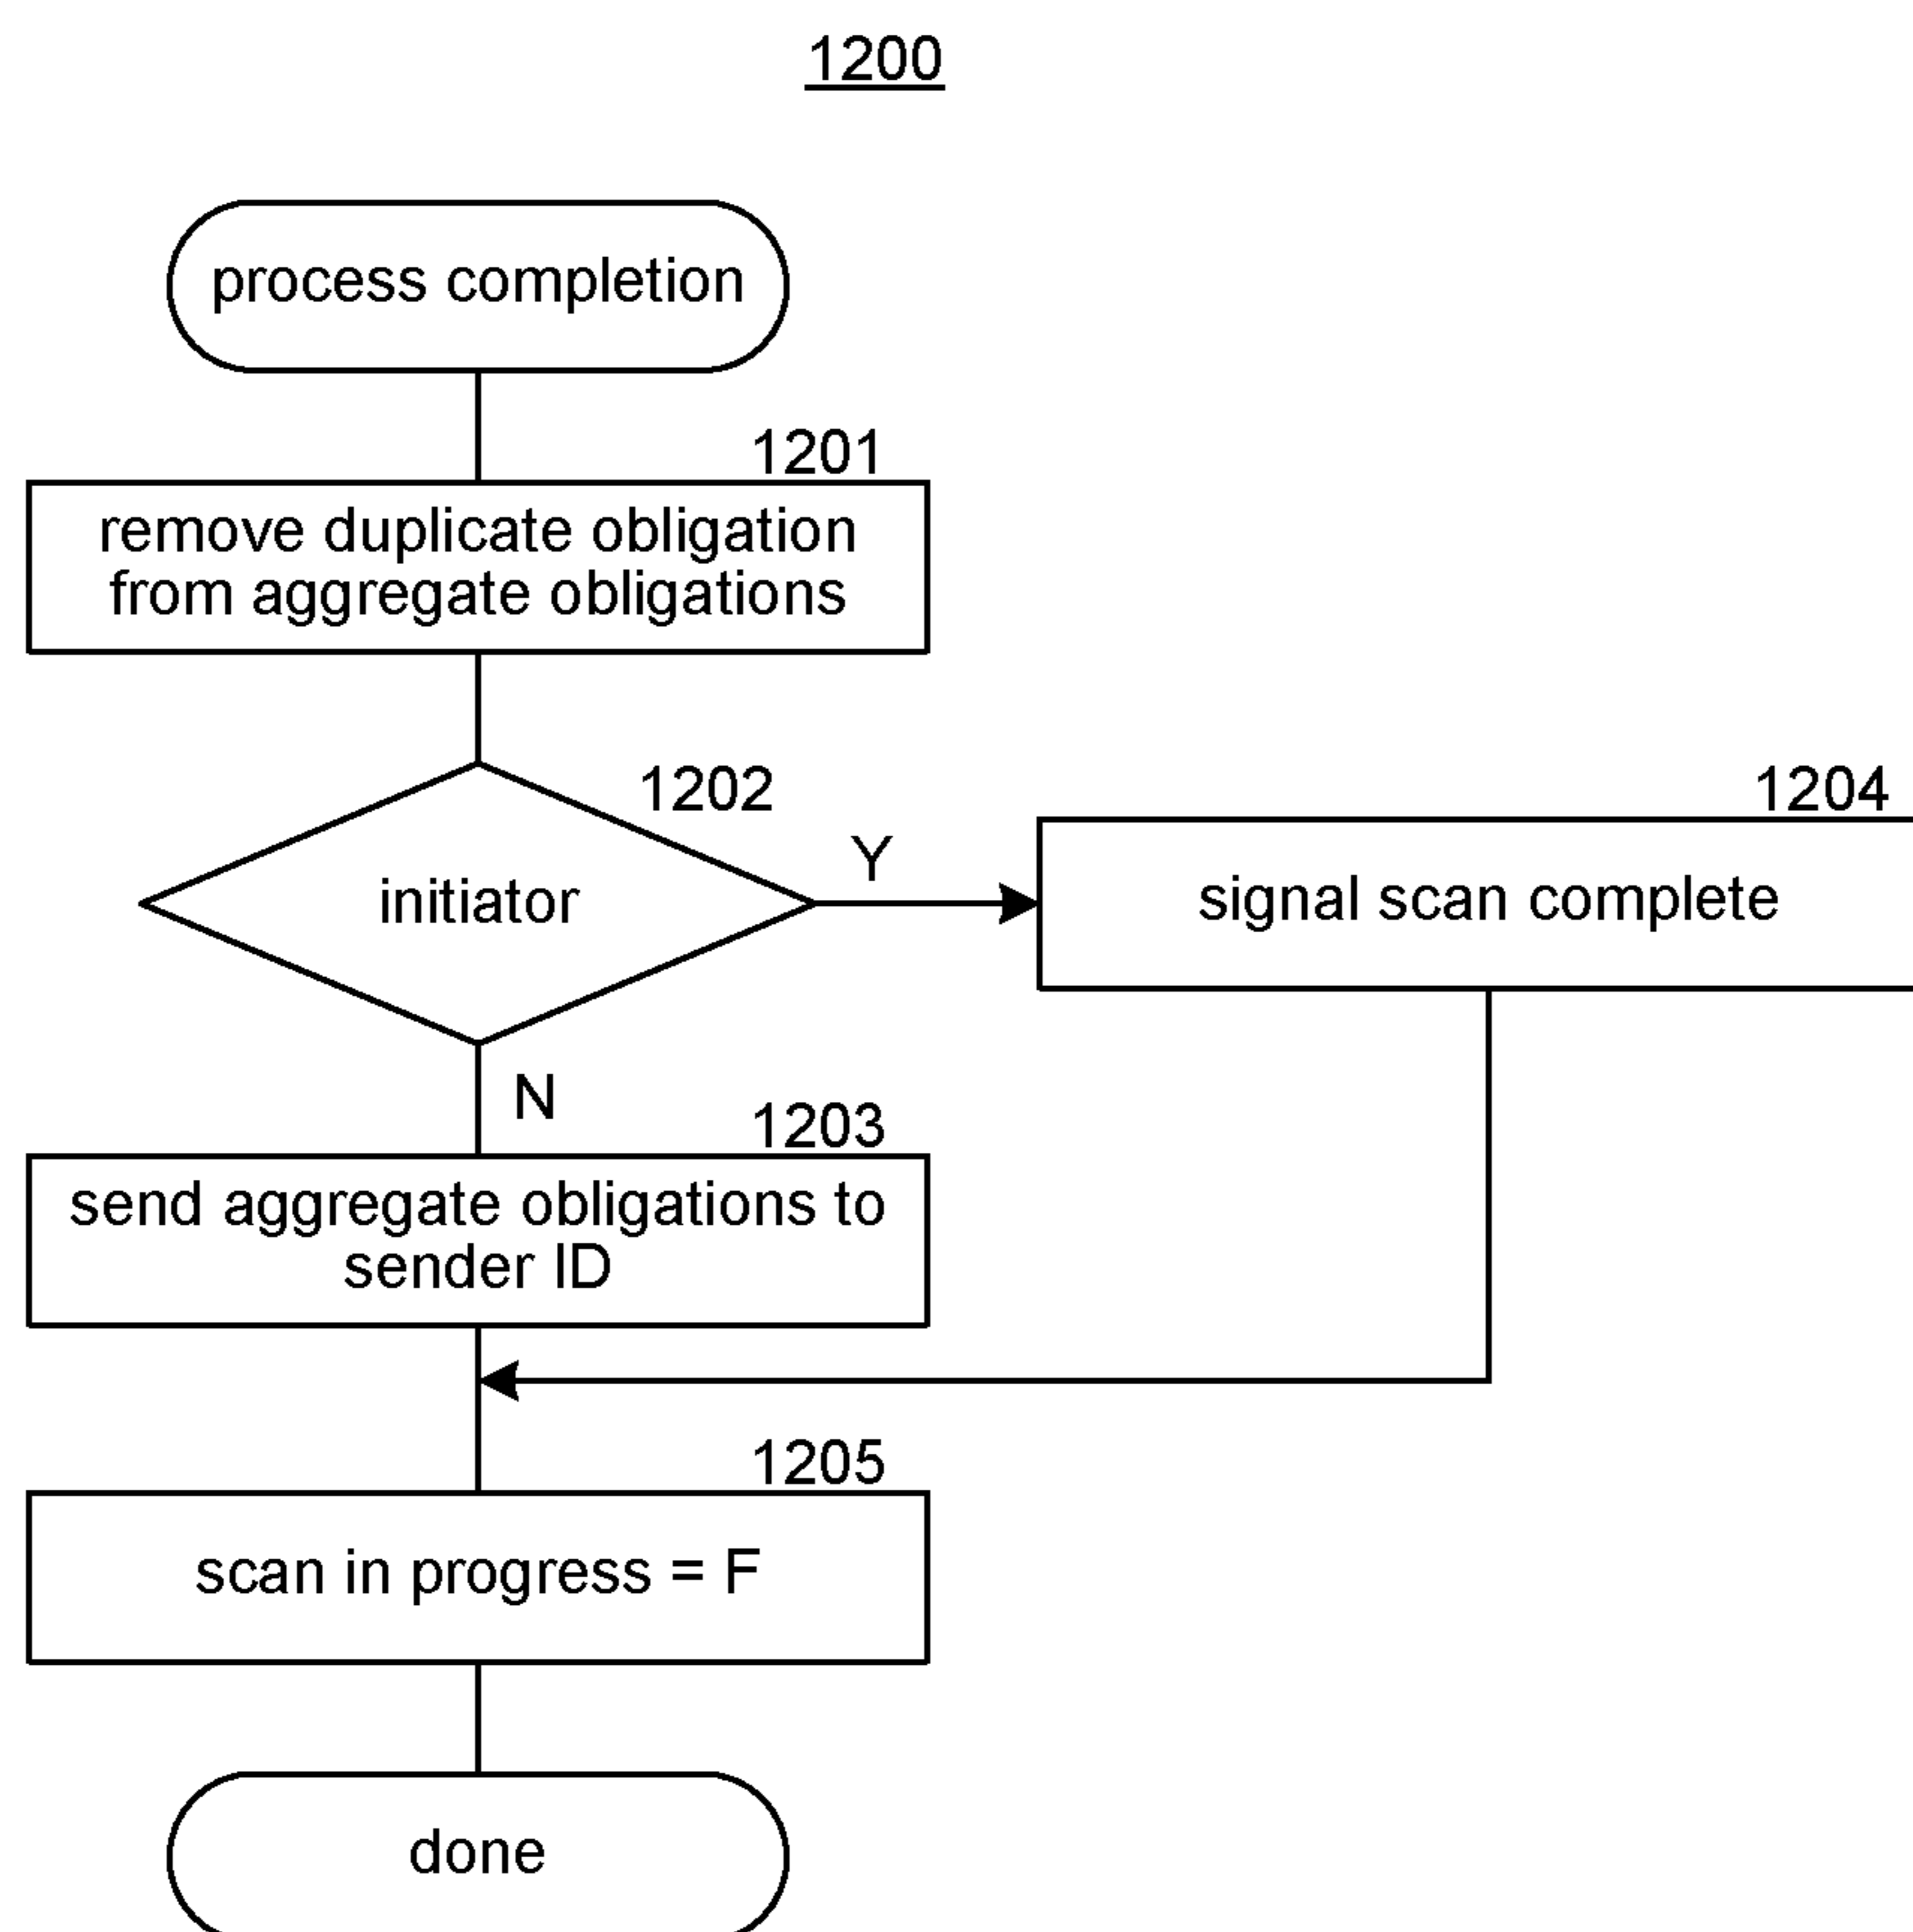 1200
process completion
1201
remove duplicate obligation
from aggregate obligations
1202
initiator
Y
1204
signal scan complete
N
1203
send aggregate obligations to
sender ID
1205
scan in progress = F
done